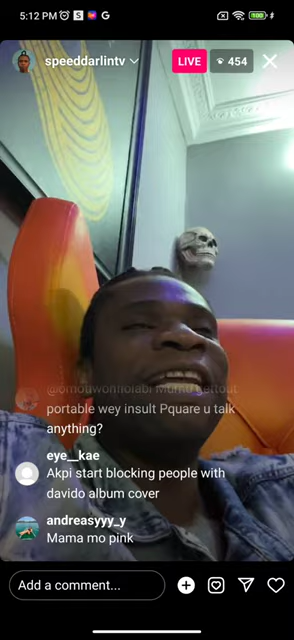 5:12 PM
S
G
100
speeddarlintv
LIVE
454
portable wey insult Pquare u talk
anything?
eye__kae
Akpi start blocking people with
davido album cover
andreasyyy_y
Mama mo pink
Add a comment...